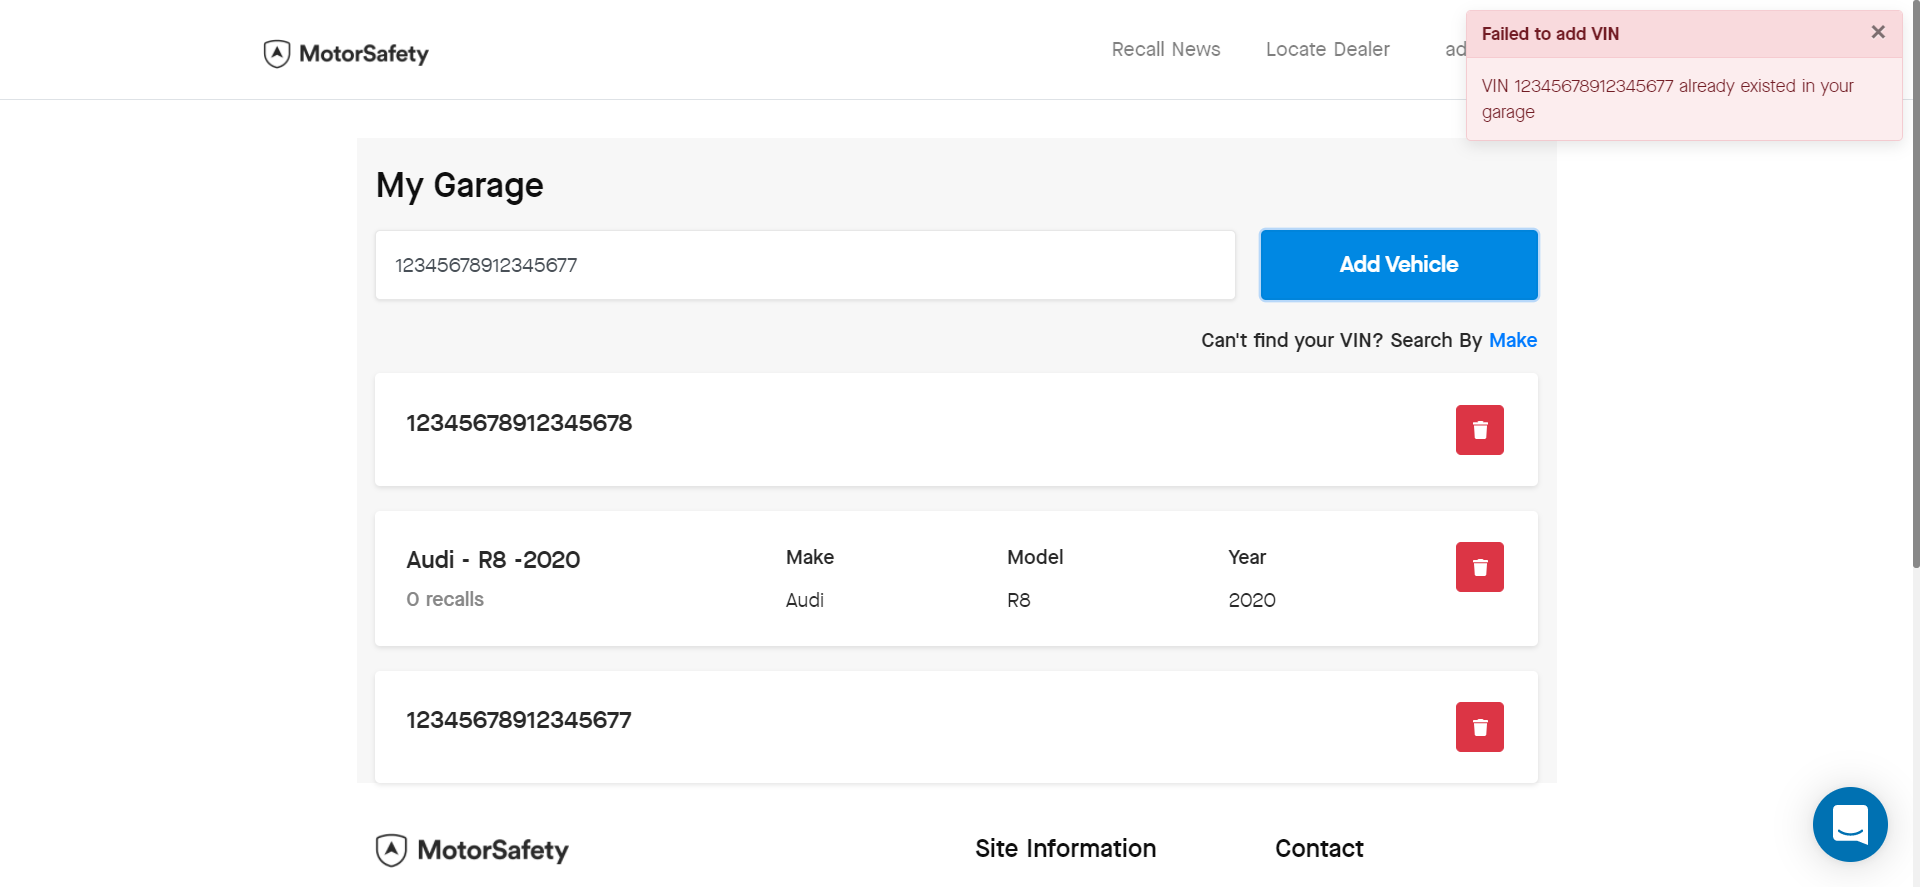 MotorSafety
Recall News
Locate Dealer
ad
Failed to add VIN
VIN 12345678912345677 already existed in your
garage
My Garage
12345678912345677
Add Vehicle
Can't find your VIN? Search By Make
12345678912345678
Audi - R8 -2020
0 recalls
Make
Audi
Model
R8
Year
2020
12345678912345677
MotorSafety
Site Information
Contact